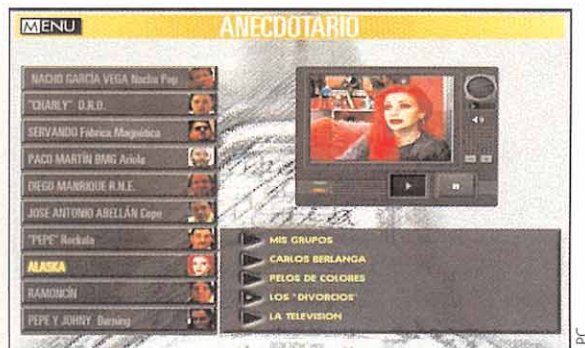 MENU
ANECDOTARIO
NACHO GARCÍA VEGA Nacha Pop
"CHARLY" D.R.O.
SERVANDO Fábrica Magnética
PACO MARTÍN BMG Ariola
DIEGO MANRIQUE R.N.E.
JOSE ANTONIO ABELLÁN Cope
"PEPE" Rockola
ALASKA
RAMONCÍN
PEPE Y JOHNY Burning
MIS GRUPOS
CARLOS BERLANGA
PELOS DE COLORES
LOS "DIVORCIOS"
LA TELEVISION